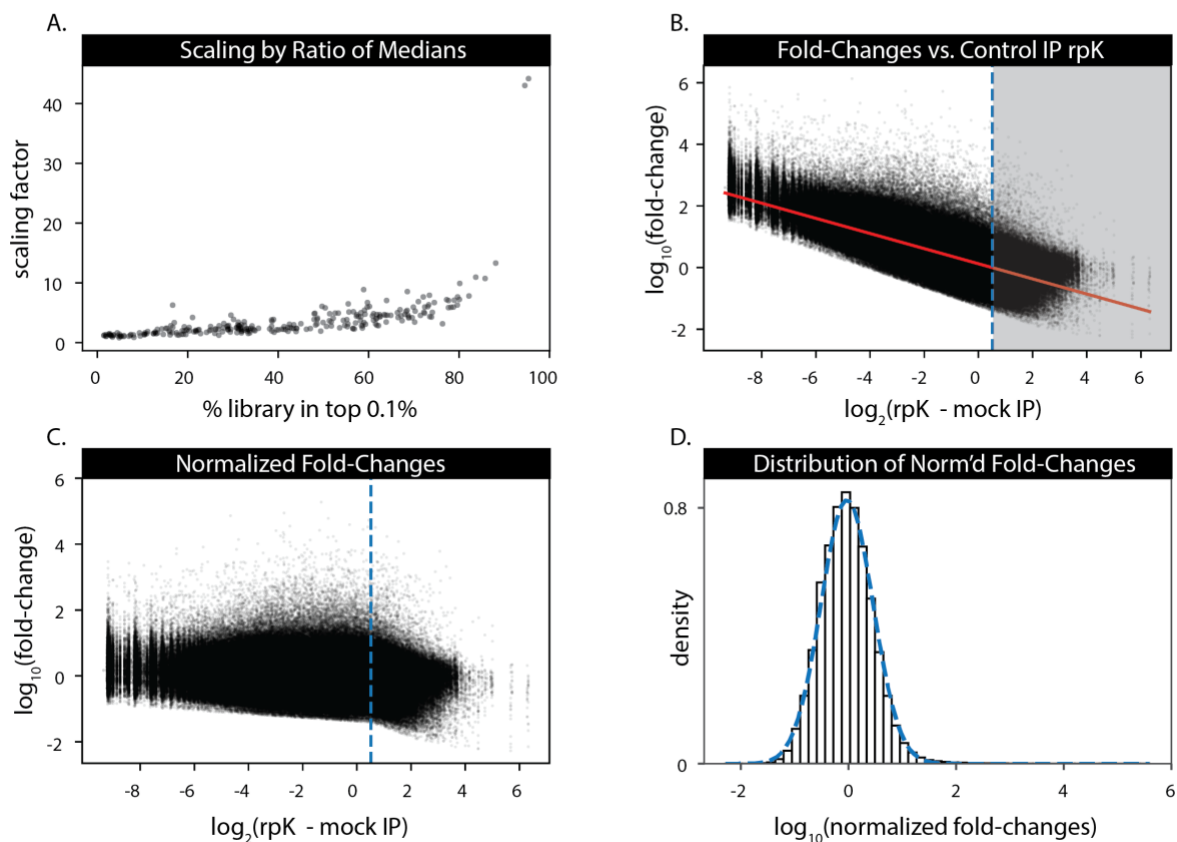 A.
Scaling by Ratio of Medians
scaling factor
40
30
20
10
0
0 20 40 60 80 100
% library in top 0.1%
B.
Fold-Changes vs. Control IP rpK
log10(fold-change)
6
4
2
0
-2
-8 -6 -4 -2 0 2 4 6
log2(rpK - mock IP)
C.
Normalized Fold-Changes
log10(fold-change)
6
4
2
0
-2
-8 -6 -4 -2 0 2 4 6
log2(rpK - mock IP)
D.
Distribution of Norm'd Fold-Changes
density
0.8
0
-2 0 2 4 6
log10(normalized fold-changes)